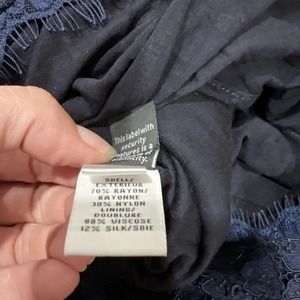 This label with
security
features is a
SHELL/
EXTERIEUR
70% RAYON/
RAYONNE
30% NYLON
LINING/
DOUBLURE
88% VISCOSE
12% SILK/SOIE